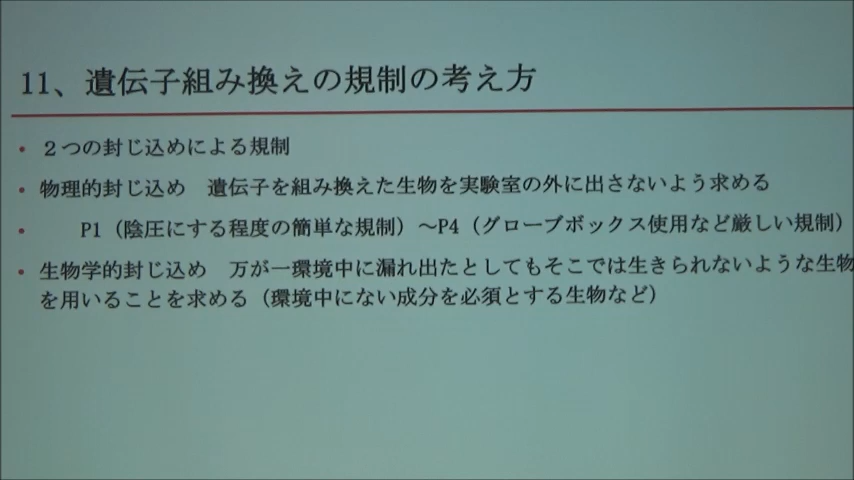 11、遺伝子組み換えの規制の考え方
• ２つの封じ込めによる規制
• 物理的封じ込め　遺伝子を組み換えた生物を実験室の外に出さないよう求める
•　　P1（陰圧にする程度の簡単な規制）～P4（グローブボックス使用など厳しい規制）
• 生物学的封じ込め　万が一環境中に漏れ出たとしてもそこでは生きられないような生物
を用いることを求める（環境中にない成分を必須とする生物など）